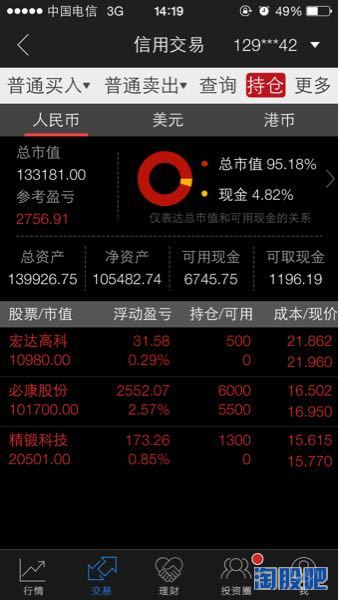 中国电信 3G 14:19 49%
信用交易 129***42
普通买入 普通卖出 查询 持仓 更多
人民币 美元 港币
总市值
133181.00
参考盈亏
2756.91
总市值 95.18%
现金 4.82%
仅表达总市值和可用现金的关系
总资产 净资产 可用现金 可取现金
139926.75 105482.74 6745.75 1196.19
股票/市值 浮动盈亏 持仓/可用 成本/现价
宏达高科 31.58 500 21.862
10980.00 0.29% 0 21.960
必康股份 2552.07 6000 16.502
101700.00 2.57% 5500 16.950
精锻科技 173.26 1300 15.615
20501.00 0.85% 0 15.770
行情 交易 理财 投资圈 我
淘股吧